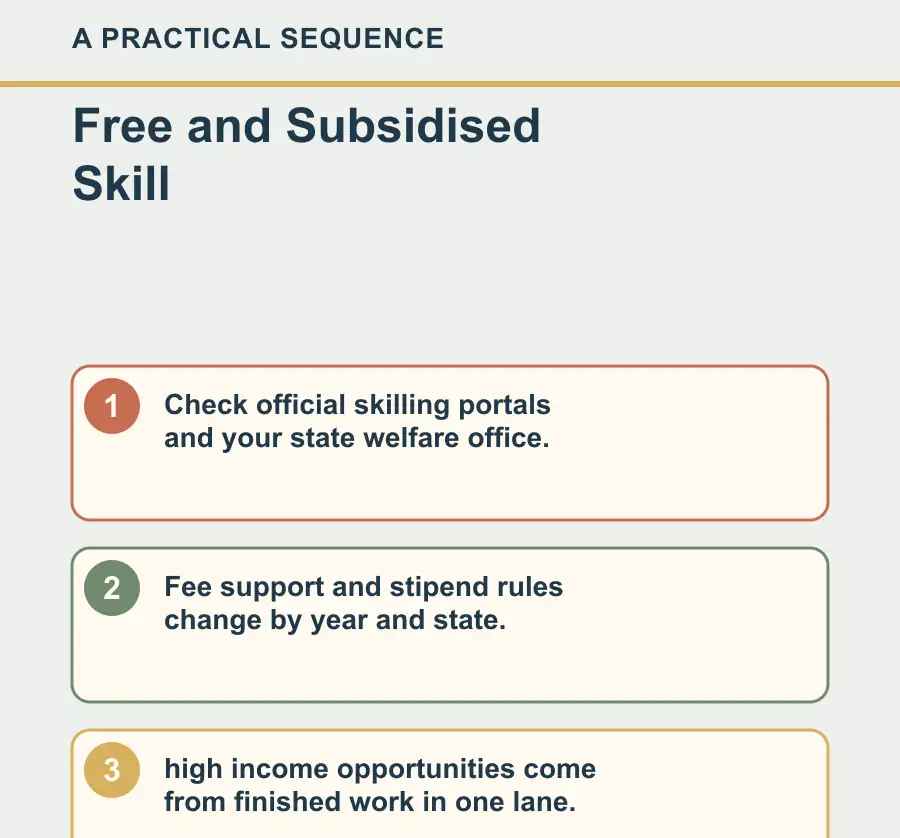 A PRACTICAL SEQUENCE
Free and Subsidised
Skill
1
Check official skilling portals
and your state welfare office.
2
Fee support and stipend rules
change by year and state.
3
high income opportunities come
from finished work in one lane.